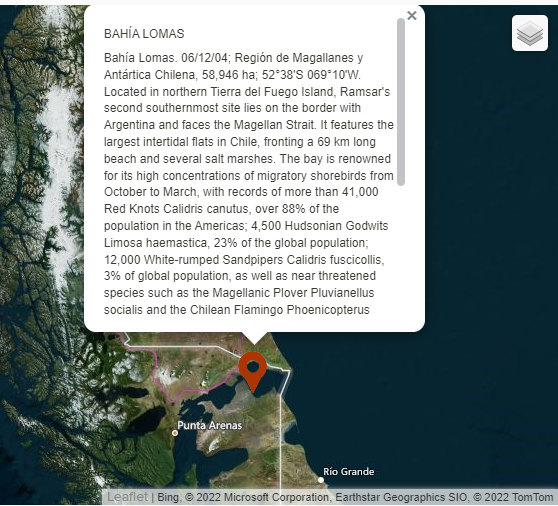 BAHÍA LOMAS
Bahía Lomas. 06/12/04; Región de Magallanes y
Antártica Chilena, 58,946 ha; 52°38'S 069°10'W.
Located in northern Tierra del Fuego Island, Ramsar's
second southernmost site lies on the border with
Argentina and faces the Magellan Strait. It features the
largest intertidal flats in Chile, fronting a 69 km long
beach and several salt marshes. The bay is renowned
for its high concentrations of migratory shorebirds from
October to March, with records of more than 41,000
Red Knots Calidris canutus, over 88% of the
population in the Americas; 4,500 Hudsonian Godwits
Limosa haemastica, 23% of the global population;
12,000 White-rumped Sandpipers Calidris fuscicollis,
3% of global population, as well as near threatened
species such as the Magellanic Plover Pluvianellus
socialis and the Chilean Flamingo Phoenicopterus
Punta Arenas
Río Grande
Leaflet | Bing, © 2022 Microsoft Corporation, Earthstar Geographics SIO, © 2022 TomTom